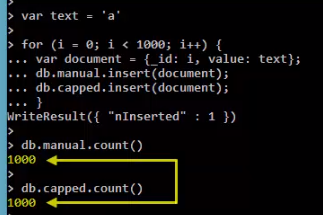 > var text = 'a'
>
> for (i = 0; i < 1000; i++) {
... var document = {_id: i, value: text};
... db.manual.insert(document);
... db.capped.insert(document);
... }
WriteResult({ "nInserted" : 1 })
>
> db.manual.count()
1000
>
> db.capped.count()
1000
>